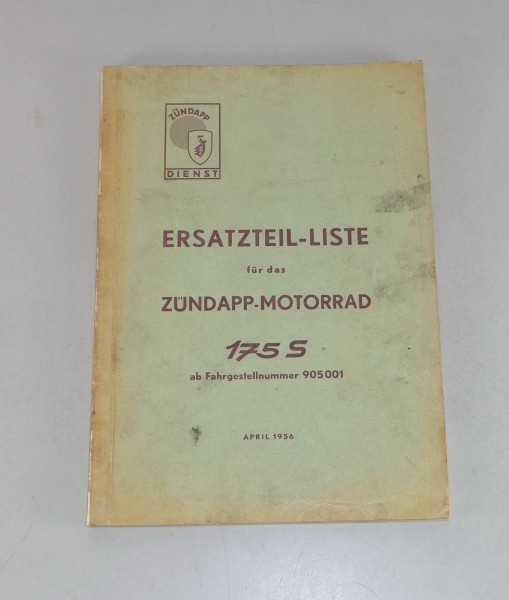 ZÜNDAPP
DIENST
ERSATZTEIL-LISTE
für das
ZÜNDAPP-MOTORRAD
175 S
ab Fahrgestellnummer 905001
APRIL 1956